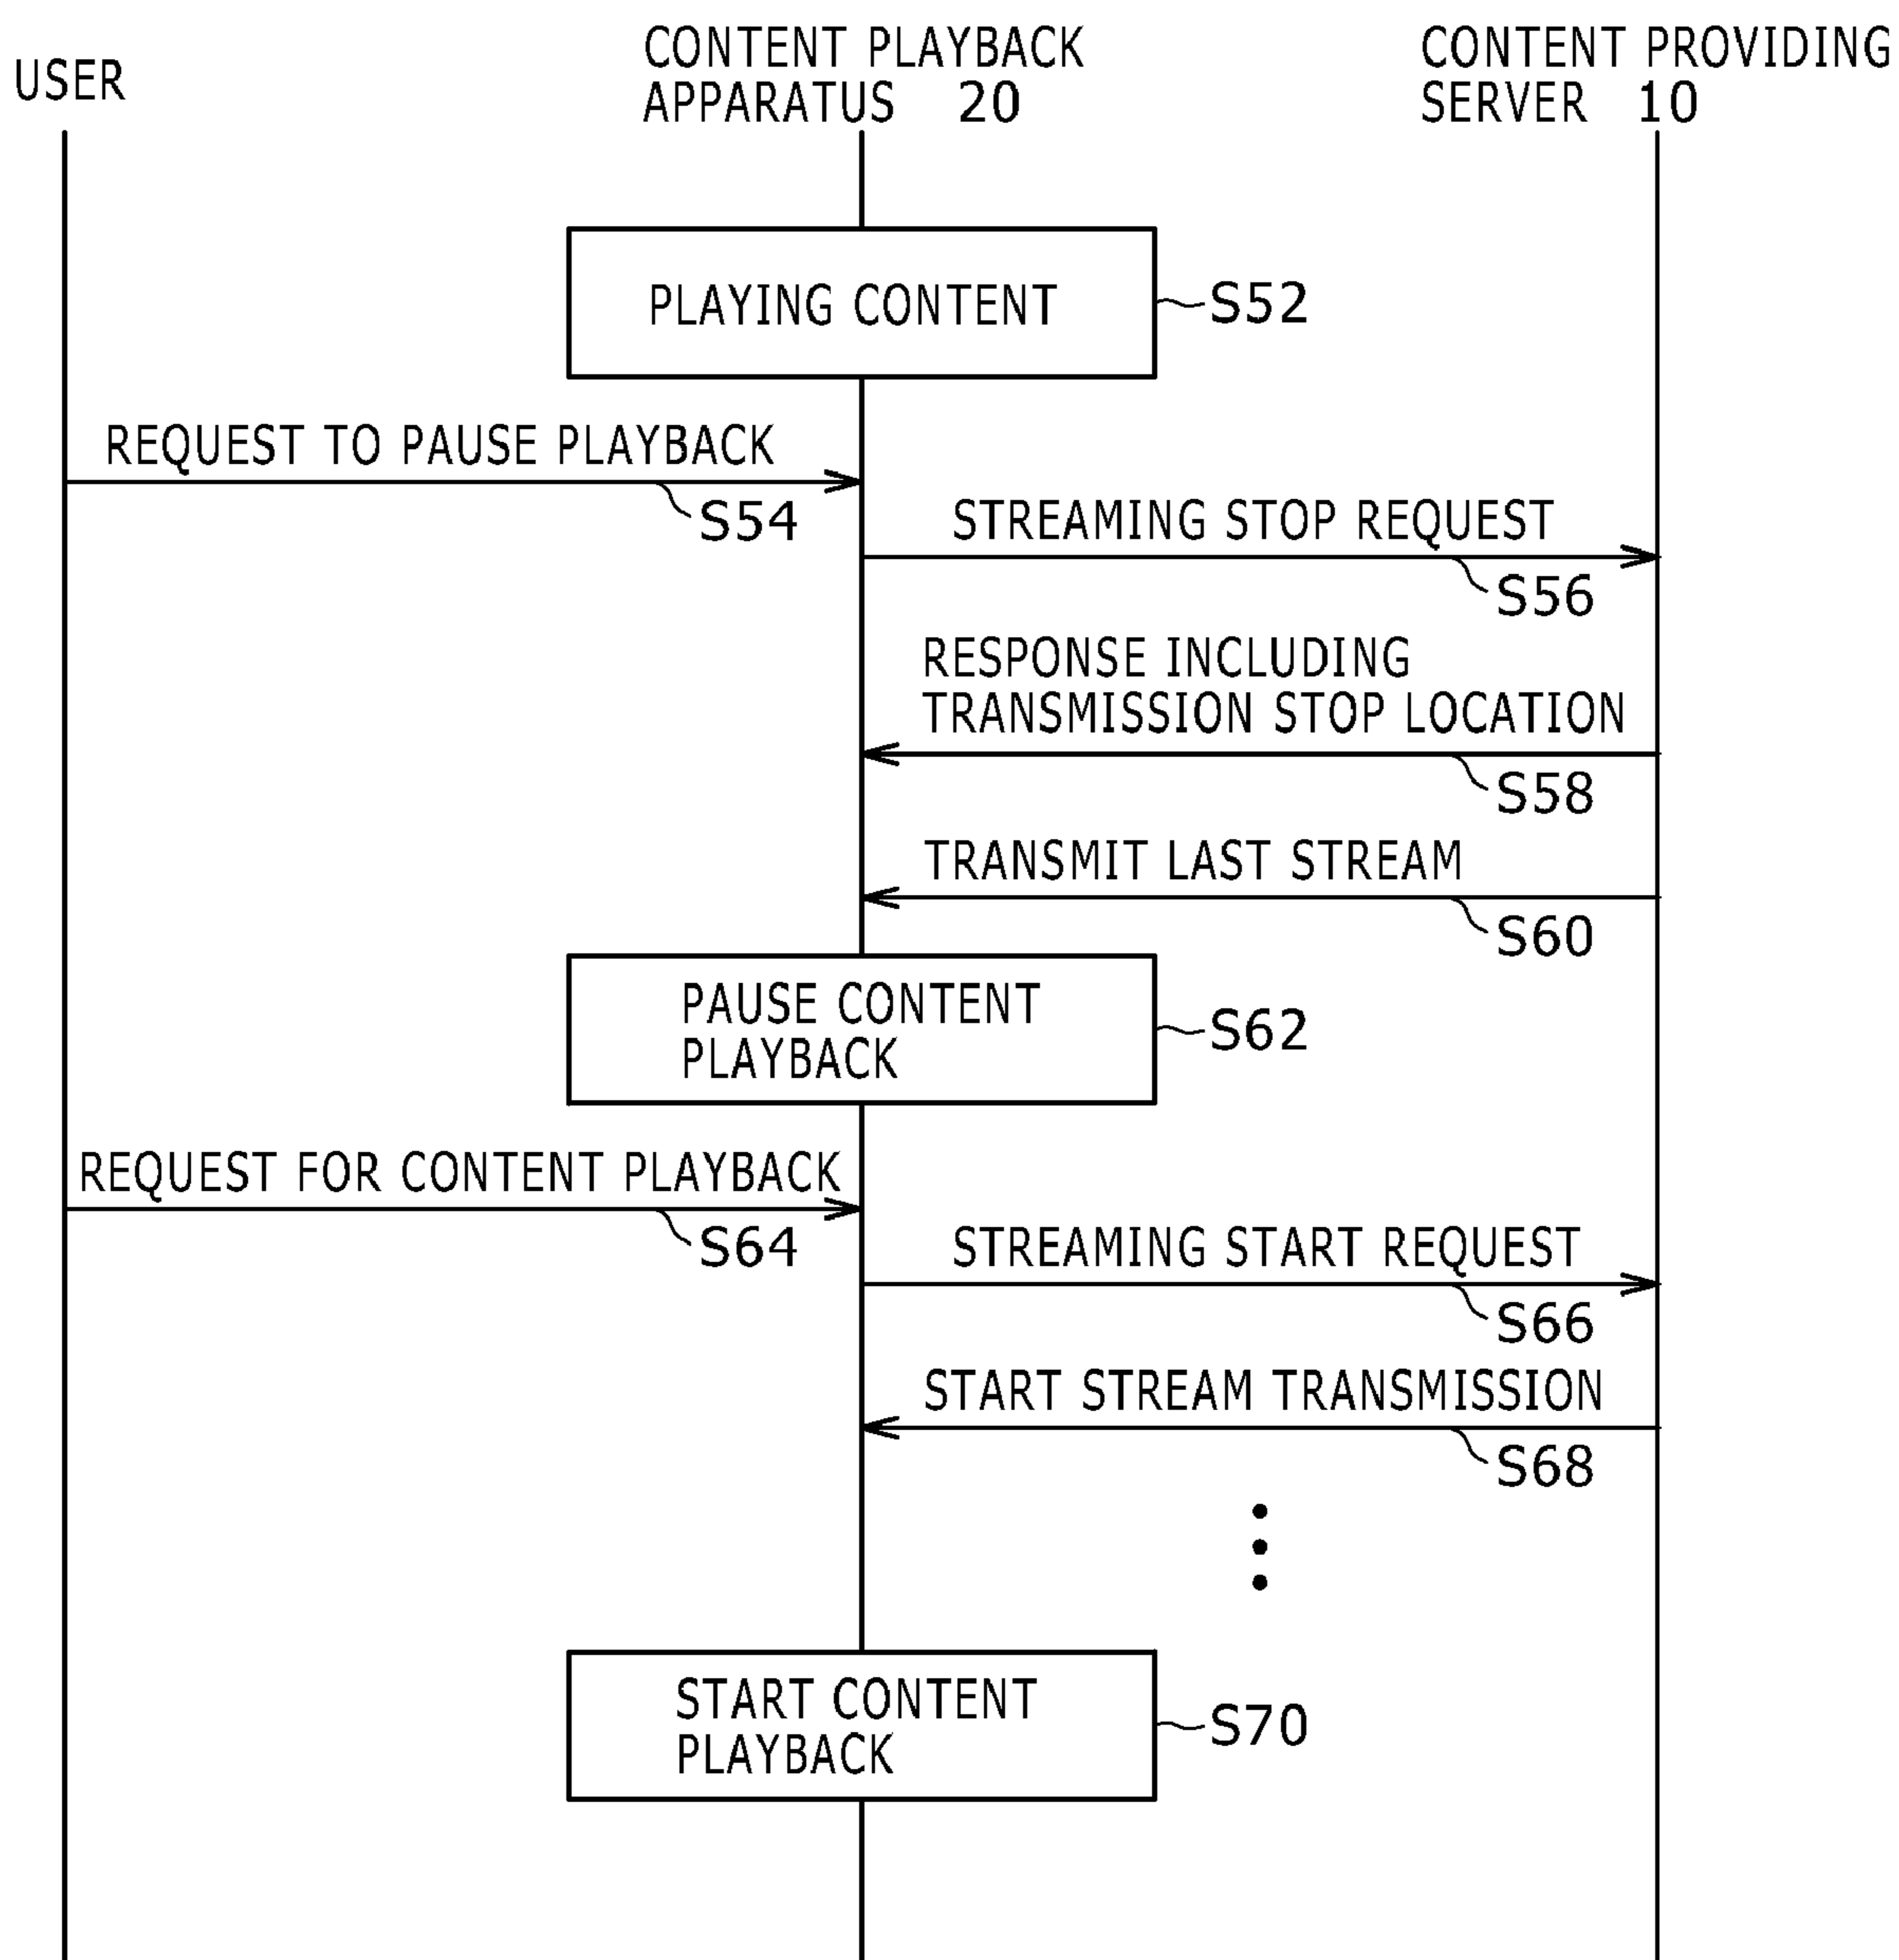 USER
CONTENT PLAYBACK
APPARATUS 20
CONTENT PROVIDING
SERVER 10
PLAYING CONTENT
S52
REQUEST TO PAUSE PLAYBACK
S54
STREAMING STOP REQUEST
S56
RESPONSE INCLUDING
TRANSMISSION STOP LOCATION
S58
TRANSMIT LAST STREAM
S60
PAUSE CONTENT
PLAYBACK
S62
REQUEST FOR CONTENT PLAYBACK
S64
STREAMING START REQUEST
S66
START STREAM TRANSMISSION
S68
START CONTENT
PLAYBACK
S70